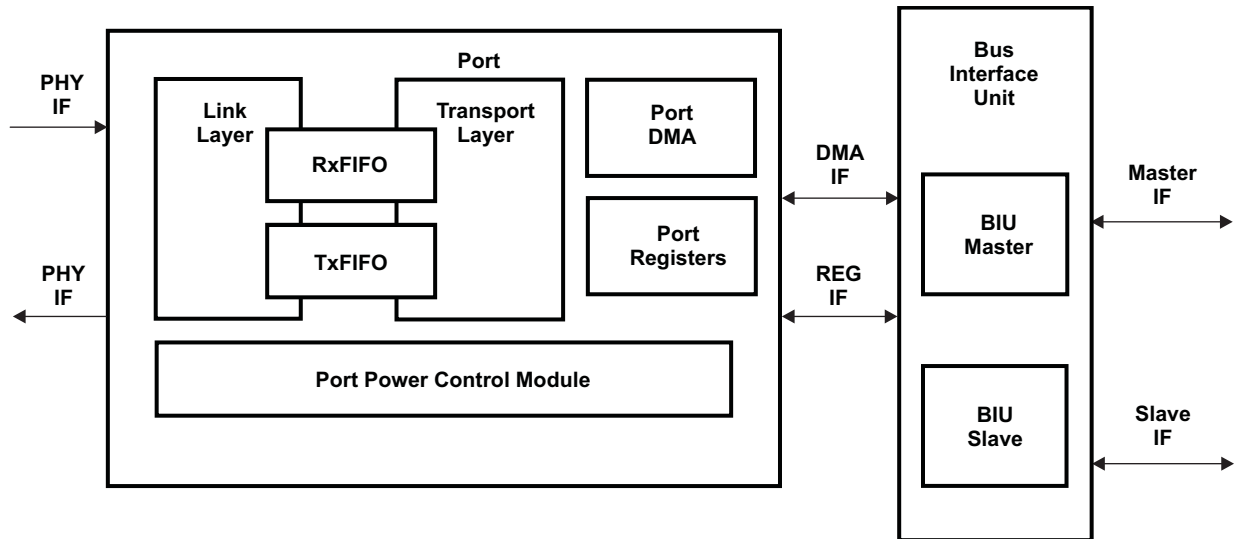 PHY
IF
PHY
IF
Port
Link
Layer
Transport
Layer
RxFIFO
TxFIFO
Port
DMA
Port
Registers
Port Power Control Module
DMA
IF
REG
IF
Bus
Interface
Unit
BIU
Master
BIU
Slave
Master
IF
Slave
IF